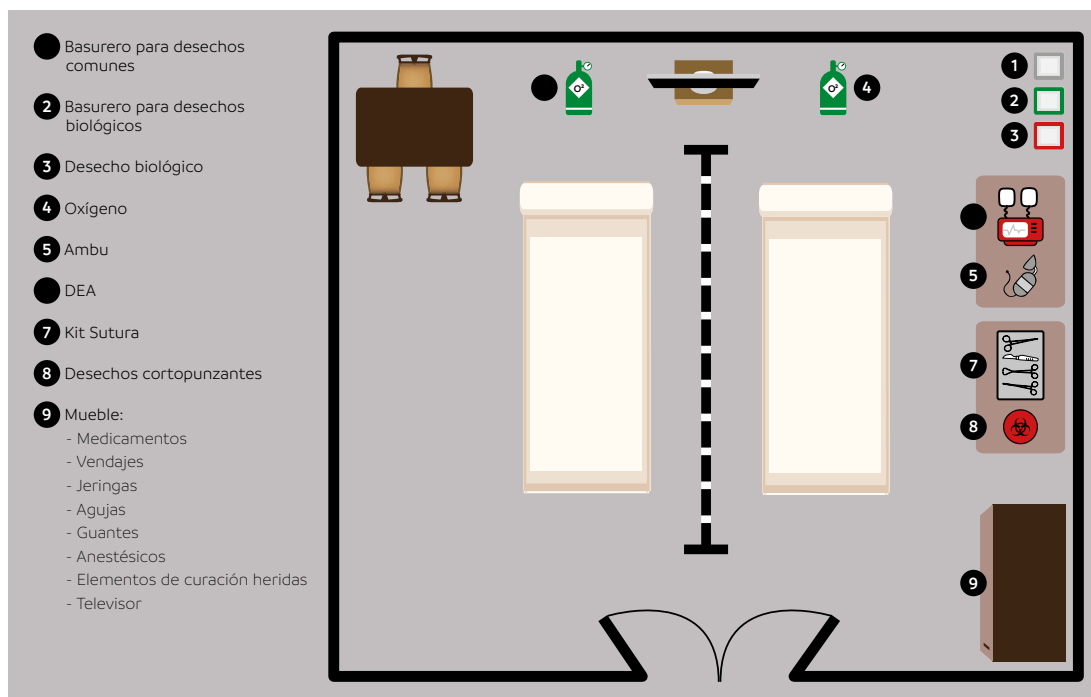 Basurero para desechos
comunes
2 Basurero para desechos
biológicos
3 Desecho biológico
4 Oxígeno
5 Ambu
DEA
7 Kit Sutura
8 Desechos cortopunzantes
9 Mueble:
- Medicamentos
- Vendajes
- Jeringas
- Agujas
- Guantes
- Anestésicos
- Elementos de curación heridas
- Televisor
O²
O² 4
1
2
3
5
7
8
9